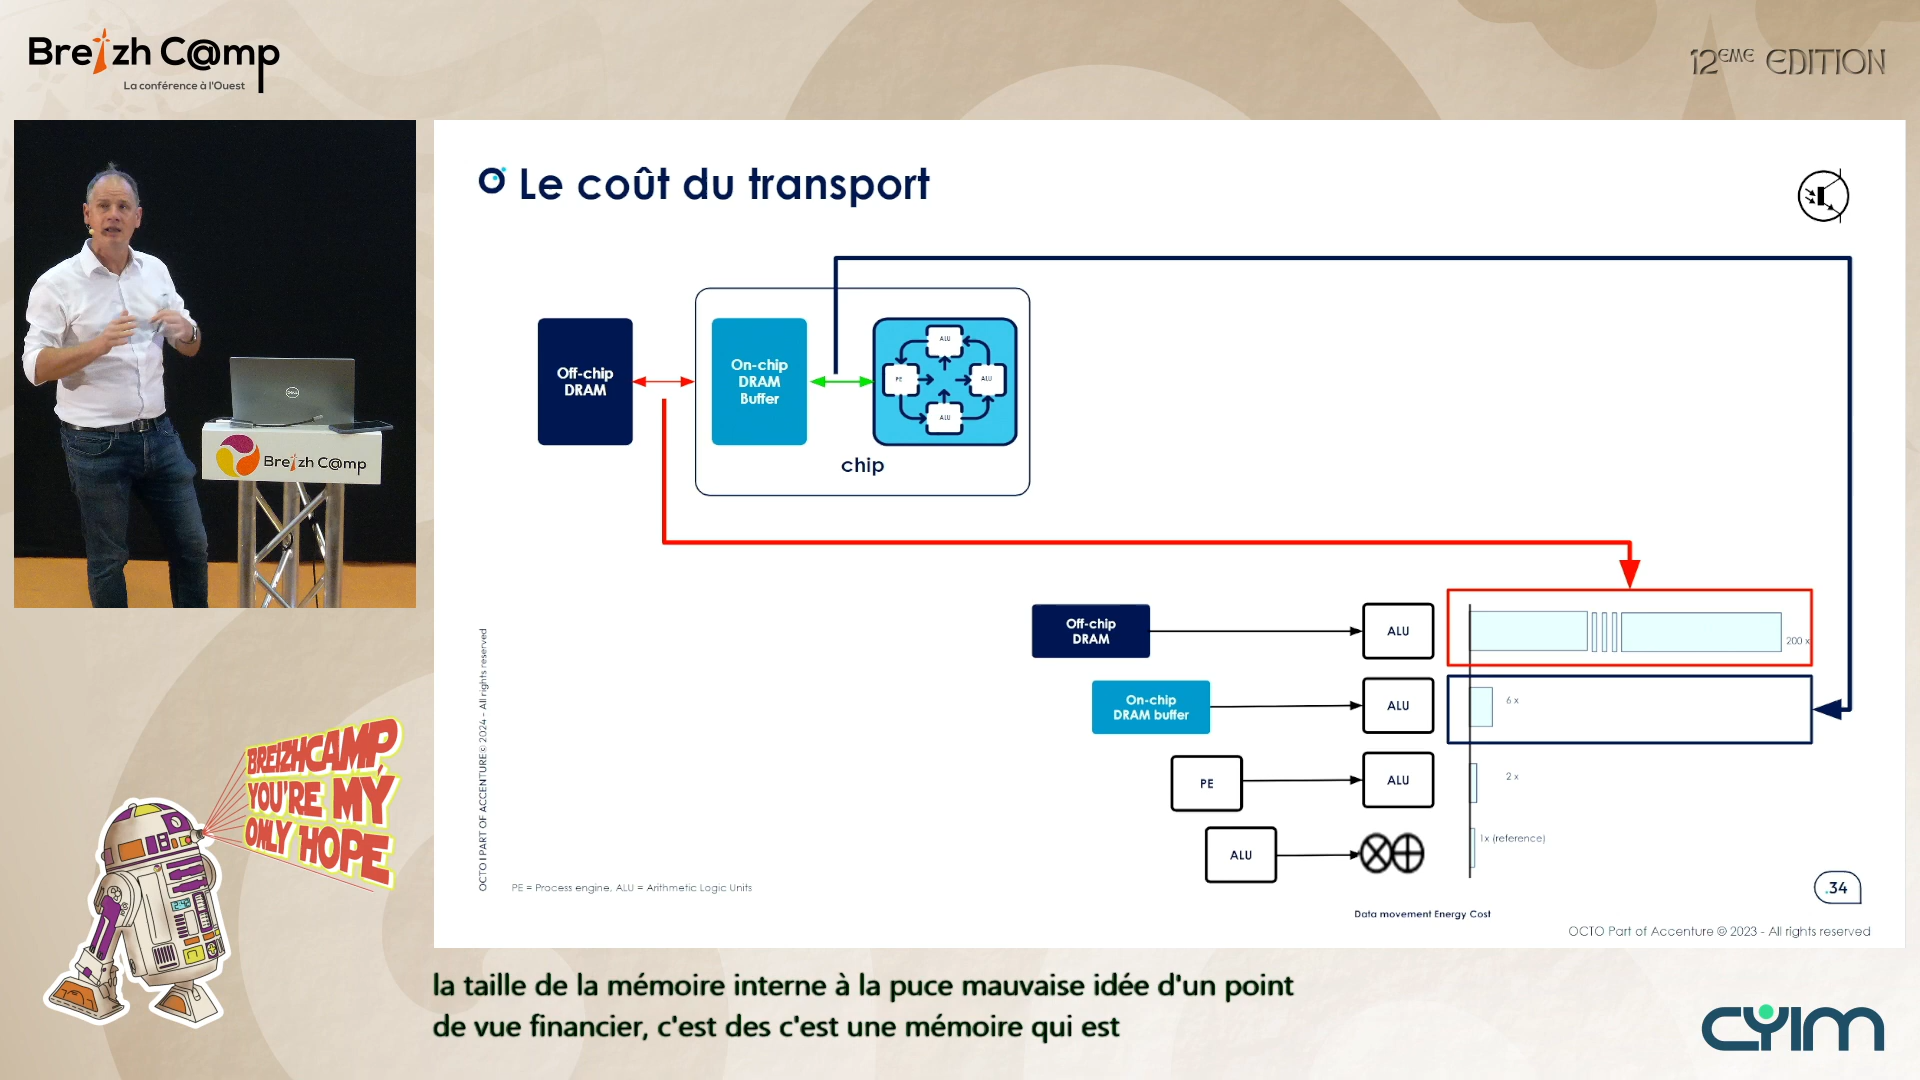 Breizh C@mp
La conférence à l'Ouest
12EME EDITION
Le coût du transport
Off-chip
DRAM
On-chip
DRAM
Buffer
ALU
PE
ALU
ALU
chip
Breizh C@mp
BREIZHCAMP,
YOU'RE MY
ONLY HOPE
OCTO I PART OF ACCENTURE© 2024 - All rights reserved
Off-chip
DRAM
ALU
200 x
On-chip
DRAM buffer
ALU
6 x
PE
ALU
2 x
ALU
1x (reference)
PE = Process engine, ALU = Arithmetic Logic Units
.34
Data movement Energy Cost
OCTO Part of Accenture © 2023 - All rights reserved
la taille de la mémoire interne à la puce mauvaise idée d'un point
de vue financier, c'est des c'est une mémoire qui est
CYIM